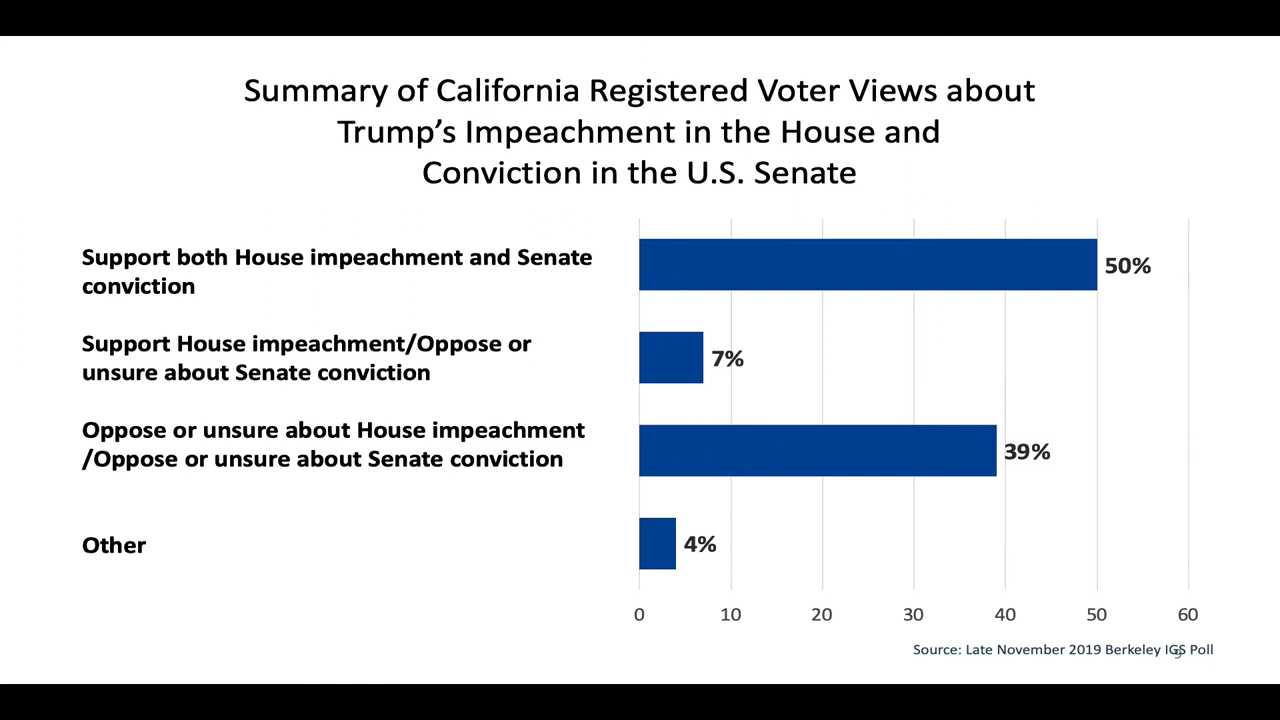 Summary of California Registered Voter Views about
Trump’s Impeachment in the House and
Conviction in the U.S. Senate
Support both House impeachment and Senate
conviction
50%
Support House impeachment/Oppose or
unsure about Senate conviction
7%
Oppose or unsure about House impeachment
/Oppose or unsure about Senate conviction
39%
Other
4%
0 10 20 30 40 50 60
Source: Late November 2019 Berkeley IGS Poll